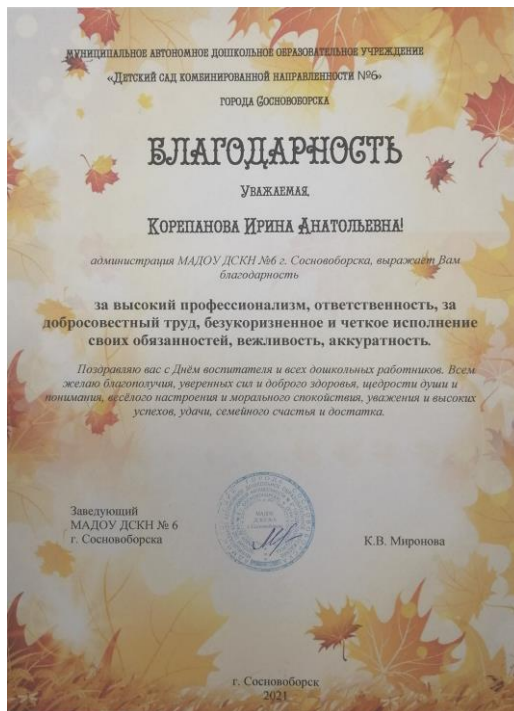 МУНИЦИПАЛЬНОЕ АВТОНОМНОЕ ДОШКОЛЬНОЕ ОБРАЗОВАТЕЛЬНОЕ УЧРЕЖДЕНИЕ
«ДЕТСКИЙ САД КОМБИНИРОВАННОЙ НАПРАВЛЕННОСТИ №6»
ГОРОДА СОСНОВОБОРСКА
БЛАГОДАРНОСТЬ
УВАЖАЕМАЯ
КОРЕПАНОВА ИРИНА АНАТОЛЬЕВНА!
администрация МАДОУ ДСКН №6 г. Сосновоборска, выражает Вам
благодарность
за высокий профессионализм, ответственность, за
добросовестный труд, безукоризненное и четкое исполнение
своих обязанностей, вежливость, аккуратность.
Поздравляю вас с Днём воспитателя и всех дошкольных работников. Всем
желаю благополучия, уверенных сил и доброго здоровья, щедрости души и
понимания, весёлого настроения и морального спокойствия, уважения и высоких
успехов, удачи, семейного счастья и достатка.
Заведующий
МАДОУ ДСКН № 6
г. Сосновоборска
К.В. Миронова
г. Сосновоборск
2021